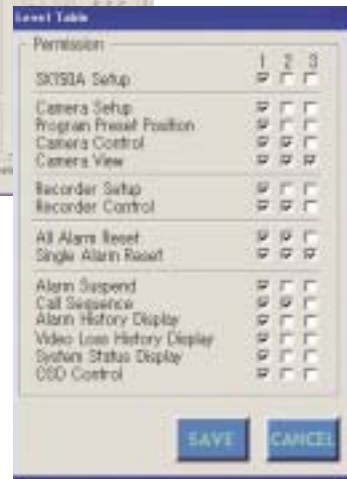 Level Table
Permission
1 2 3
SX150A Setup
Camera Setup
Program Preset Position
Camera Control
Camera View
Recorder Setup
Recorder Control
All Alarm Reset
Single Alarm Reset
Alarm Suspend
Call Sequence
Alarm History Display
Video Loss History Display
System Status Display
OSD Control
SAVE CANCEL